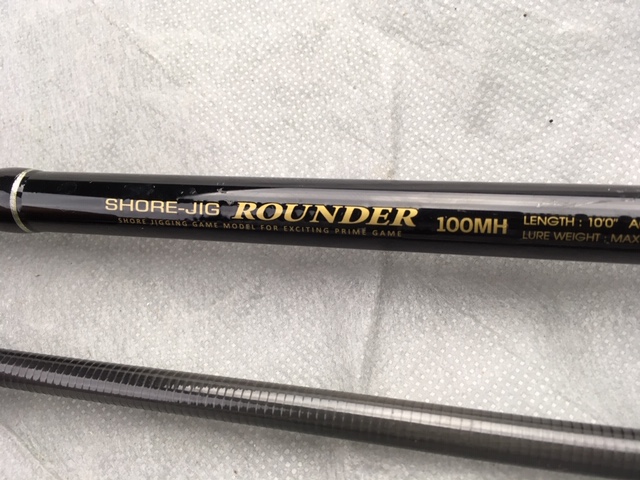 SHORE-JIG ROUNDER 100MH LENGTH : 10'0"
SHORE JIGGING GAME MODEL FOR EXCITING PRIME GAME LURE WEIGHT : MAX